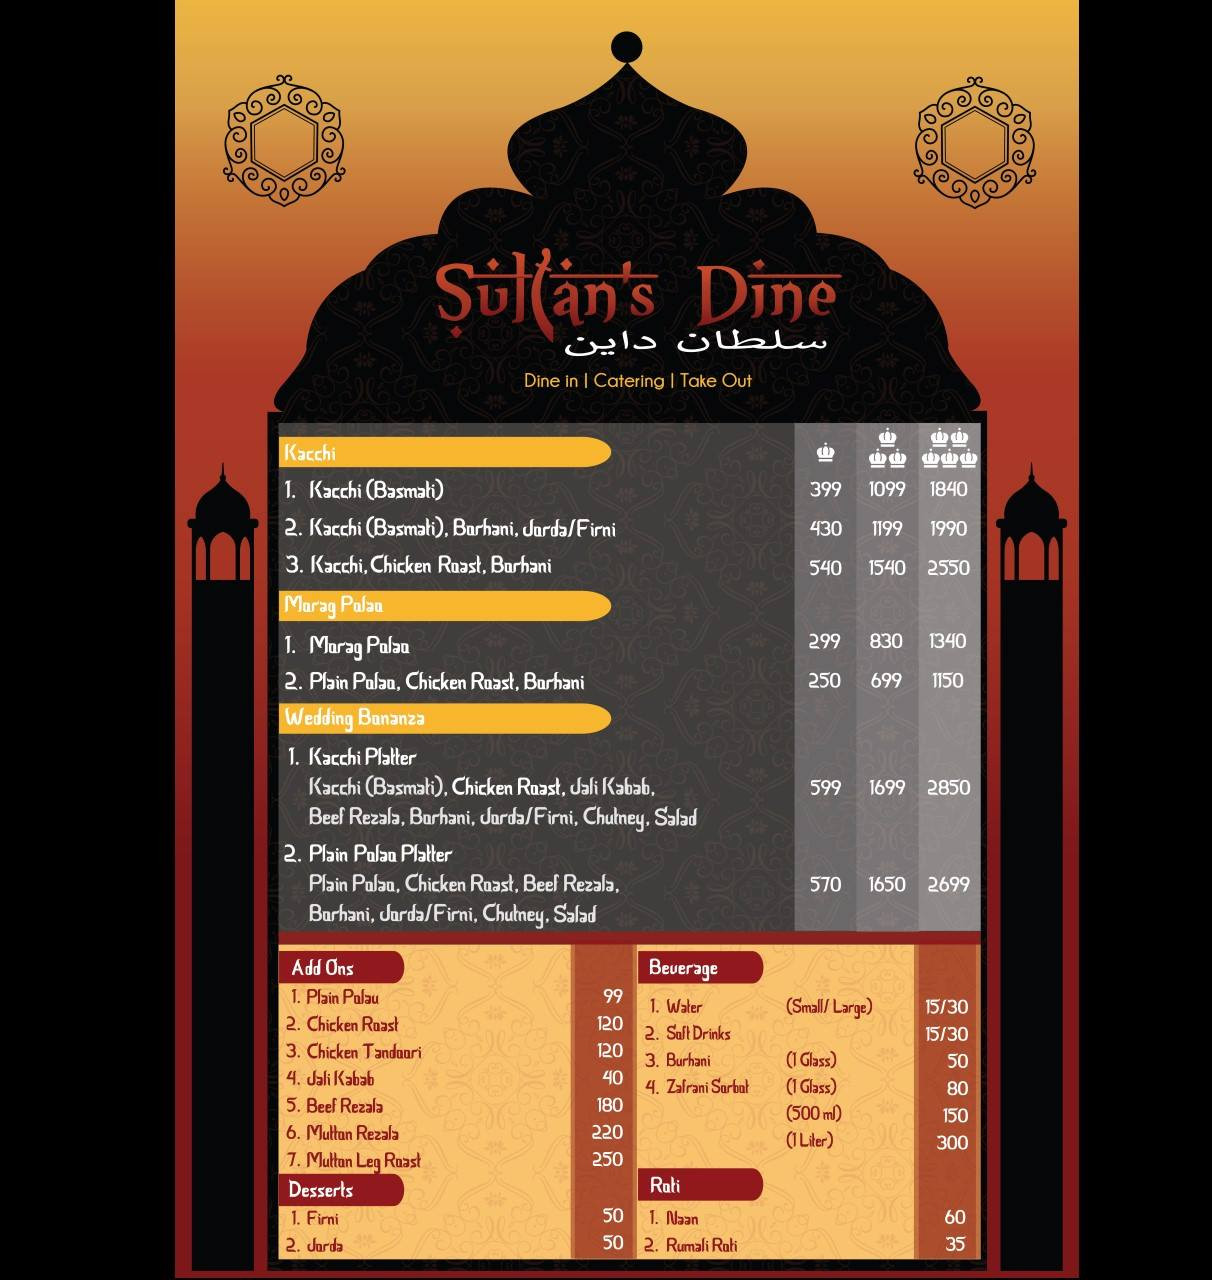 Sultan's Dine
سلطان داين
Dine in | Catering | Take Out
Kacchi
1. Kacchi (Basmati) 399 1099 1840
2. Kacchi (Basmati), Borhani, Jorda/Firni 430 1199 1990
3. Kacchi, Chicken Roast, Borhani 540 1540 2550
Morag Polao
1. Morag Polao 299 830 1340
2. Plain Polao, Chicken Roast, Borhani 250 699 1150
Wedding Bonanza
1. Kacchi Platter
Kacchi (Basmati), Chicken Roast, Jali Kabab, 599 1699 2850
Beef Rezala, Borhani, Jorda/Firni, Chutney, Salad
2. Plain Polao Platter
Plain Polao, Chicken Roast, Beef Rezala, 570 1650 2699
Borhani, Jorda/Firni, Chutney, Salad
Add Ons
1. Plain Polau 99
2. Chicken Roast 120
3. Chicken Tandoori 120
4. Jali Kabab 40
5. Beef Rezala 180
6. Mutton Rezala 220
7. Mutton Leg Roast 250
Desserts
1. Firni 50
2. Jorda 50
Beverage
1. Water (Small/ Large) 15/30
2. Soft Drinks 15/30
3. Burhani (1 Glass) 50
4. Zafrani Sorbot (1 Glass) 80
(500 ml) 150
(1 Liter) 300
Roti
1. Naan 60
2. Rumali Roti 35